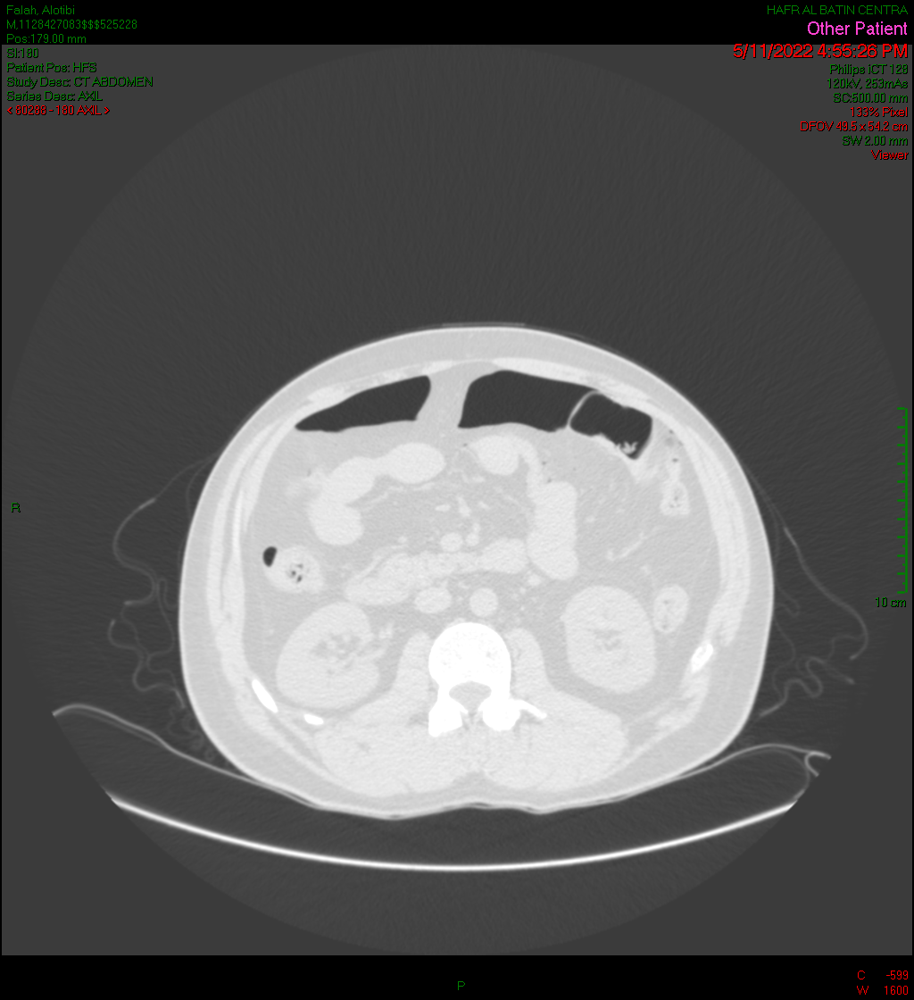 Falah, Alotibi
M,1128427083$$$525228
Pos:179.00 mm
SI:180
Patient Pos: HFS
Study Desc: CT ABDOMEN
Series Desc: AXIL
< 80298 - 180 AXIL >
HAFR AL BATIN CENTRA
Other Patient
5/11/2022 4:55:26 PM
Philips iCT 128
120kV, 253mAs
SC:500.00 mm
133% Pixel
DFOV 49.5 x 54.2 cm
SW 2.00 mm
Viewer
R
10 cm
P
C -599
W 1600